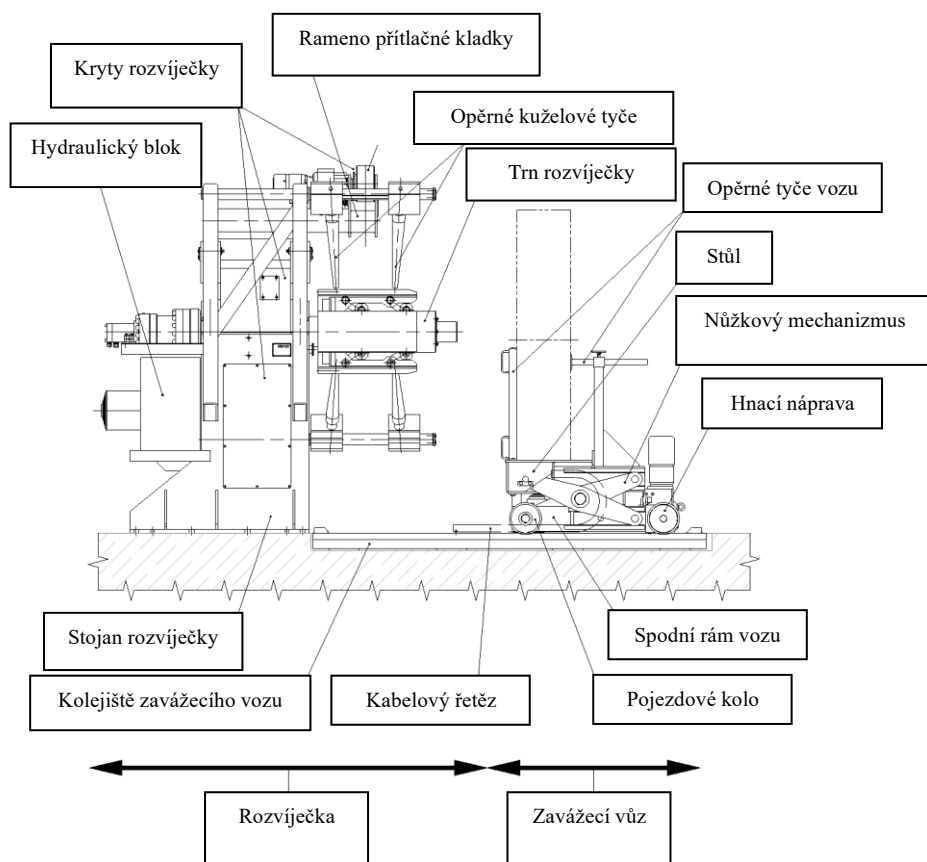 Rameno přítlačné kladky
Kryty rozvíječky
Opěrné kuželové tyče
Hydraulický blok
Trn rozvíječky
Opěrné tyče vozu
Stůl
Nůžkový mechanizmus
Hnací náprava
Stojan rozvíječky
Spodní rám vozu
Kolejiště zavážecího vozu
Kabelový řetěz
Pojezdové kolo
Rozvíječka
Zavážecí vůz